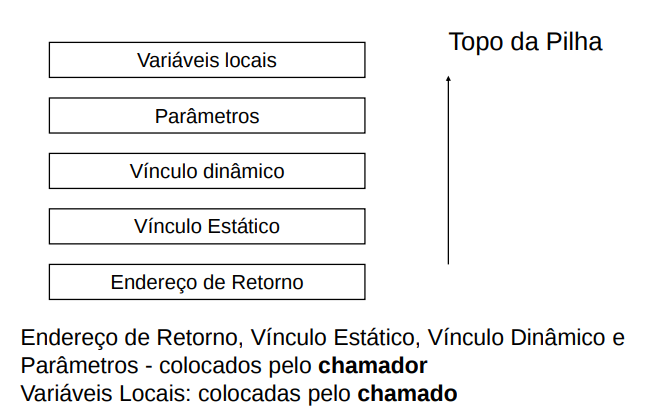 Topo da Pilha
Variáveis locais
Parâmetros
Vínculo dinâmico
Vínculo Estático
Endereço de Retorno
Endereço de Retorno, Vínculo Estático, Vínculo Dinâmico e
Parâmetros - colocados pelo chamador
Variáveis Locais: colocadas pelo chamado